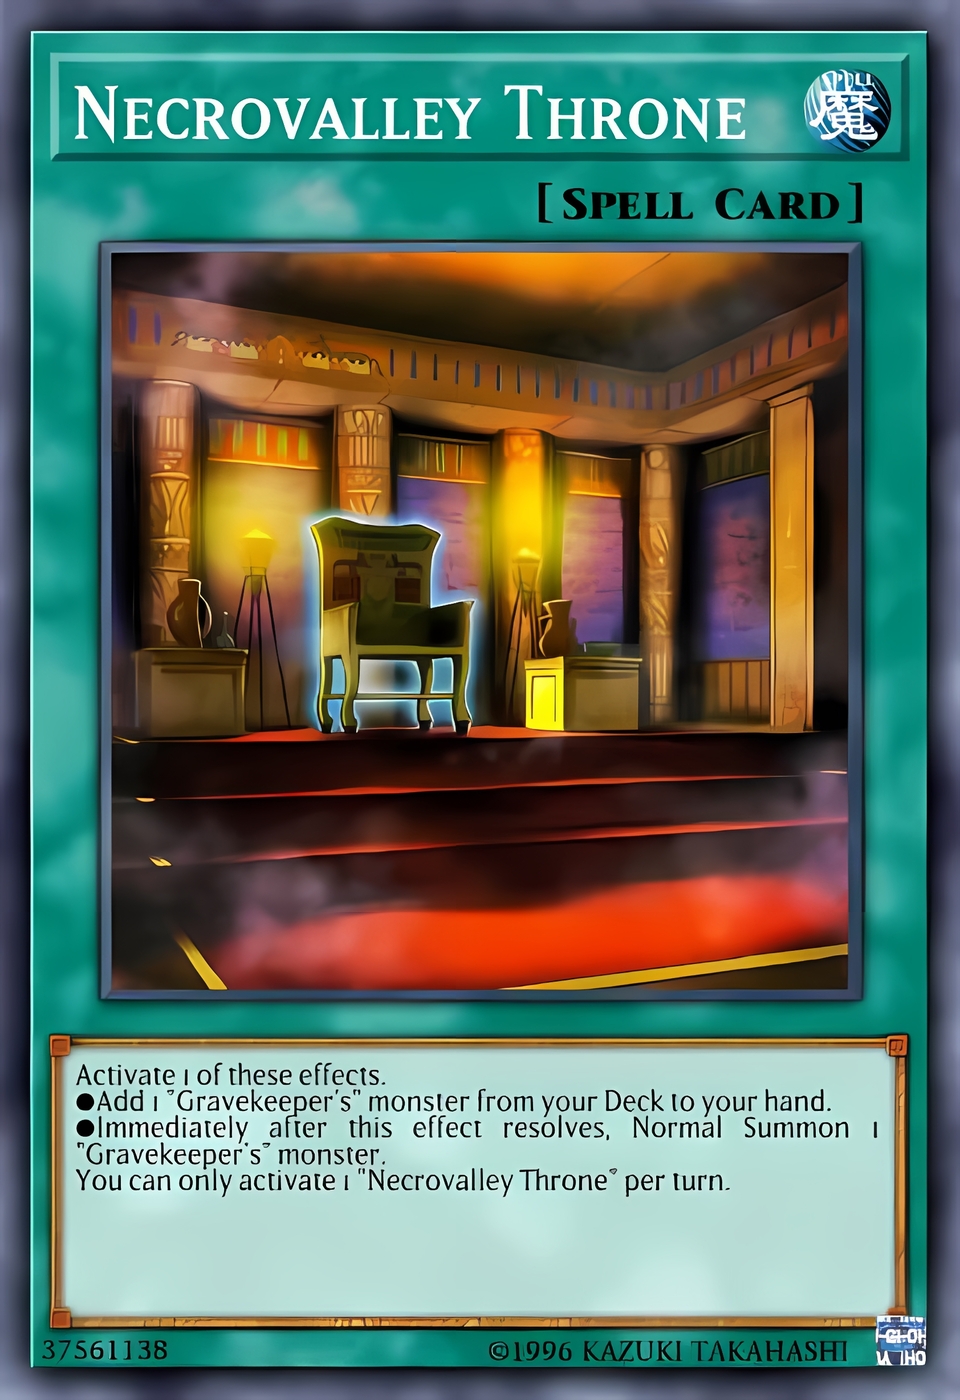 Necrovalley Throne
魔
[Spell Card]
Activate 1 of these effects.
●Add 1 "Gravekeeper's" monster from your Deck to your hand.
●Immediately after this effect resolves, Normal Summon 1
"Gravekeeper's" monster.
You can only activate 1 "Necrovalley Throne" per turn.
37561138
©1996 KAZUKI TAKAHASHI